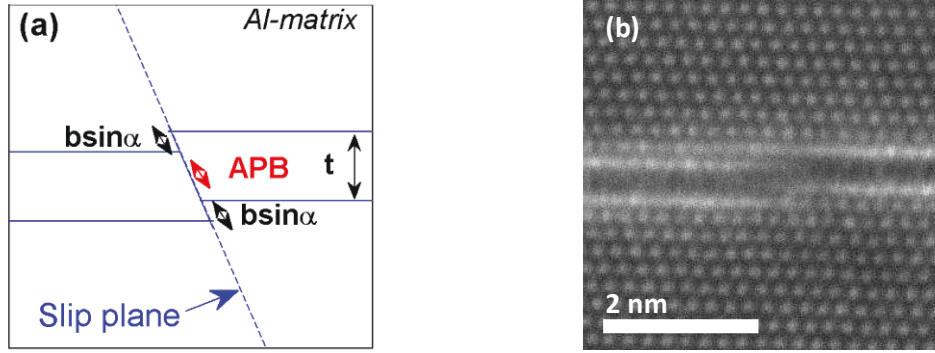 (a)
Al-matrix
bsinα
APB
t
bsinα
Slip plane
(b)
2 nm